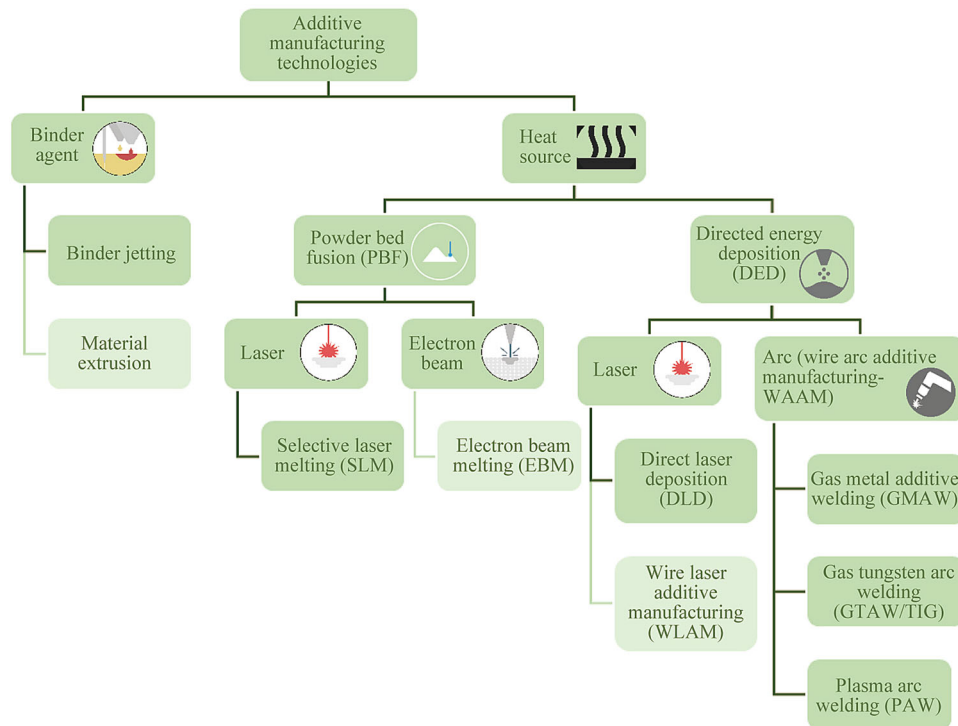 Additive
manufacturing
technologies
Binder
agent
Heat
source
Binder jetting
Powder bed
fusion (PBF)
Directed energy
deposition
(DED)
Material
extrusion
Laser
Electron
beam
Laser
Arc (wire arc additive
manufacturing-
WAAM)
Selective laser
melting (SLM)
Electron beam
melting (EBM)
Direct laser
deposition
(DLD)
Gas metal additive
welding (GMAW)
Wire laser
additive
manufacturing
(WLAM)
Gas tungsten arc
welding
(GTAW/TIG)
Plasma arc
welding (PAW)